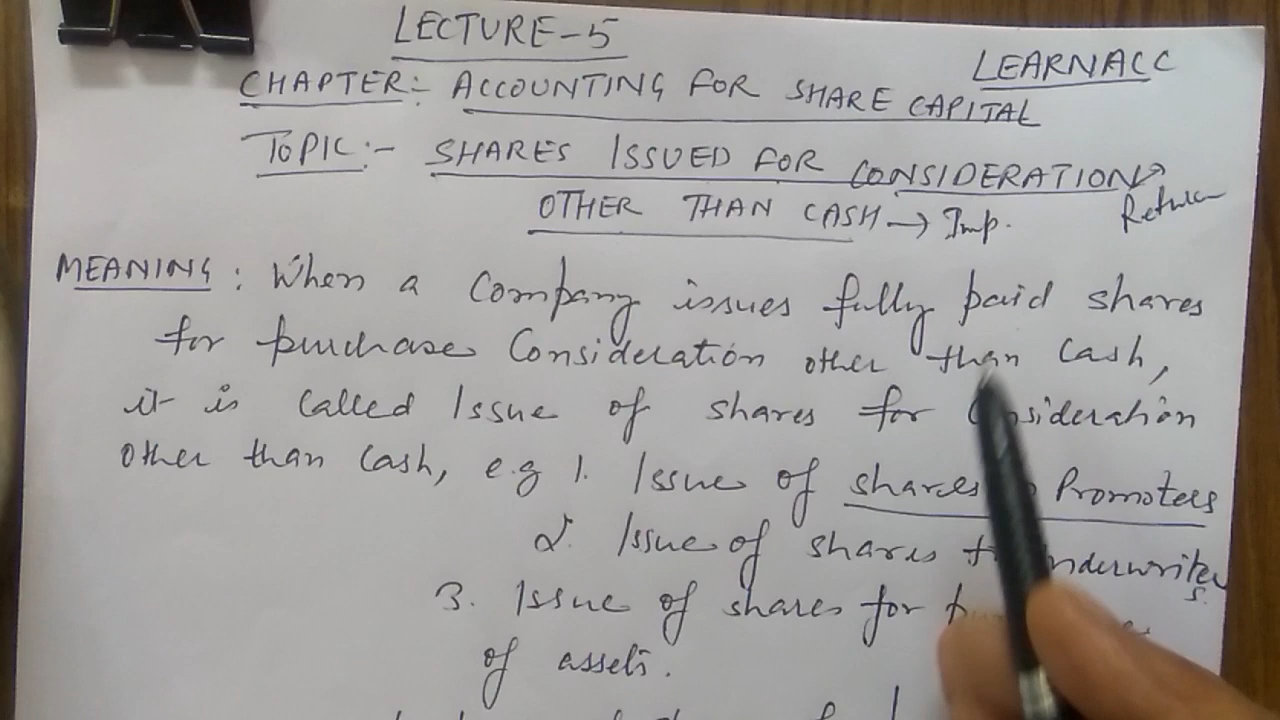 LECTURE-5
LEARNACC
CHAPTER:- ACCOUNTING FOR SHARE CAPITAL
TOPIC:- SHARES ISSUED FOR CONSIDERATION
OTHER THAN CASH → Imp.
Return
MEANING: When a Company issues fully paid shares
for purchase Consideration other than Cash,
it is called Issue of shares for Consideration
other than Cash, e.g 1. Issue of shares Promoters
2. Issue of shares underwriters.
3. Issue of shares for
of assets.